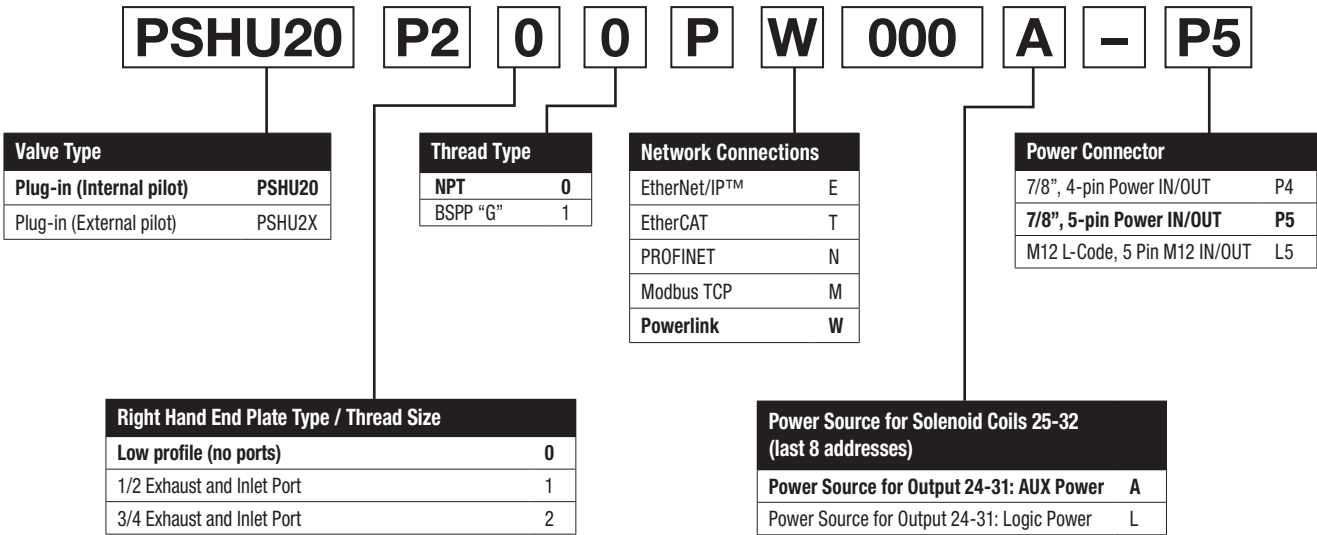 PSHU20 P2 0 0 P W 000 A – P5
Valve Type
Plug-in (Internal pilot) PSHU20
Plug-in (External pilot) PSHU2X
Thread Type
NPT 0
BSPP “G” 1
Network Connections
EtherNet/IP™ E
EtherCAT T
PROFINET N
Modbus TCP M
Powerlink W
Power Connector
7/8”, 4-pin Power IN/OUT P4
7/8”, 5-pin Power IN/OUT P5
M12 L-Code, 5 Pin M12 IN/OUT L5
Right Hand End Plate Type / Thread Size
Low profile (no ports) 0
1/2 Exhaust and Inlet Port 1
3/4 Exhaust and Inlet Port 2
Power Source for Solenoid Coils 25-32
(last 8 addresses)
Power Source for Output 24-31: AUX Power A
Power Source for Output 24-31: Logic Power L